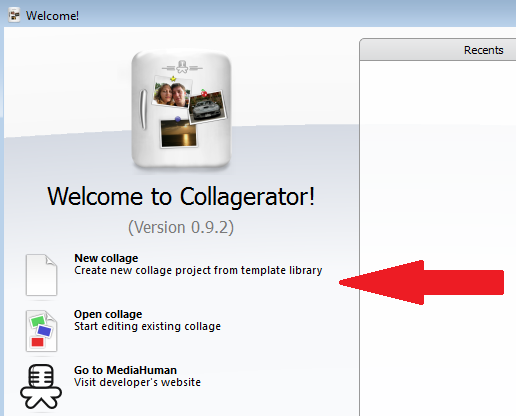 Welcome!
Recents
Welcome to Collagerator!
(Version 0.9.2)
New collage
Create new collage project from template library
Open collage
Start editing existing collage
Go to MediaHuman
Visit developer's website